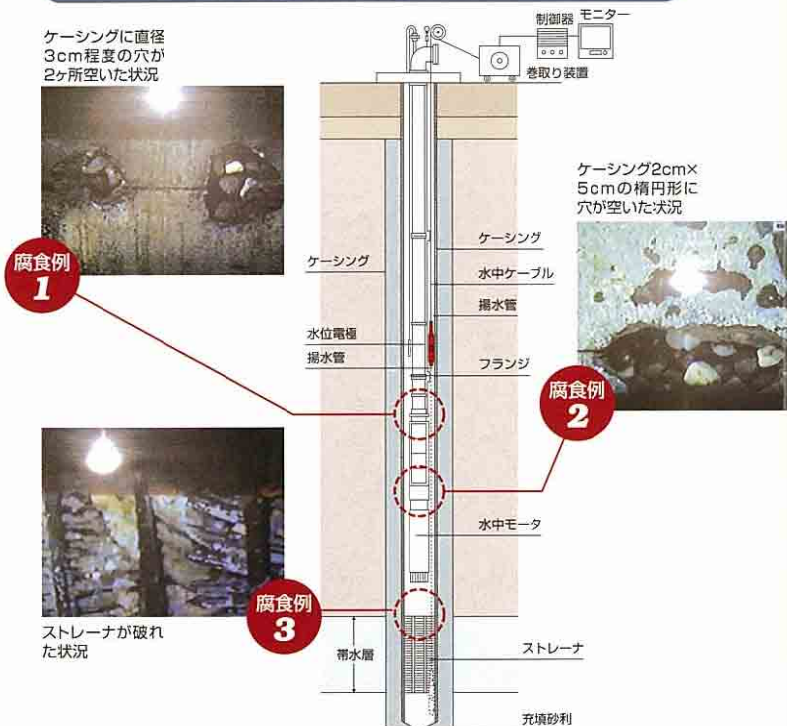 制御器
モニター
巻取り装置
ケーシングに直径
3cm程度の穴が
2ヶ所空いた状況
腐食例
1
ケーシング2cm×
5cmの楕円形に
穴が空いた状況
腐食例
2
ケーシング
ケーシング
水中ケーブル
揚水管
水位電極
揚水管
フランジ
水中モータ
ストレーナが破れ
た状況
腐食例
3
帯水層
ストレーナ
充填砂利